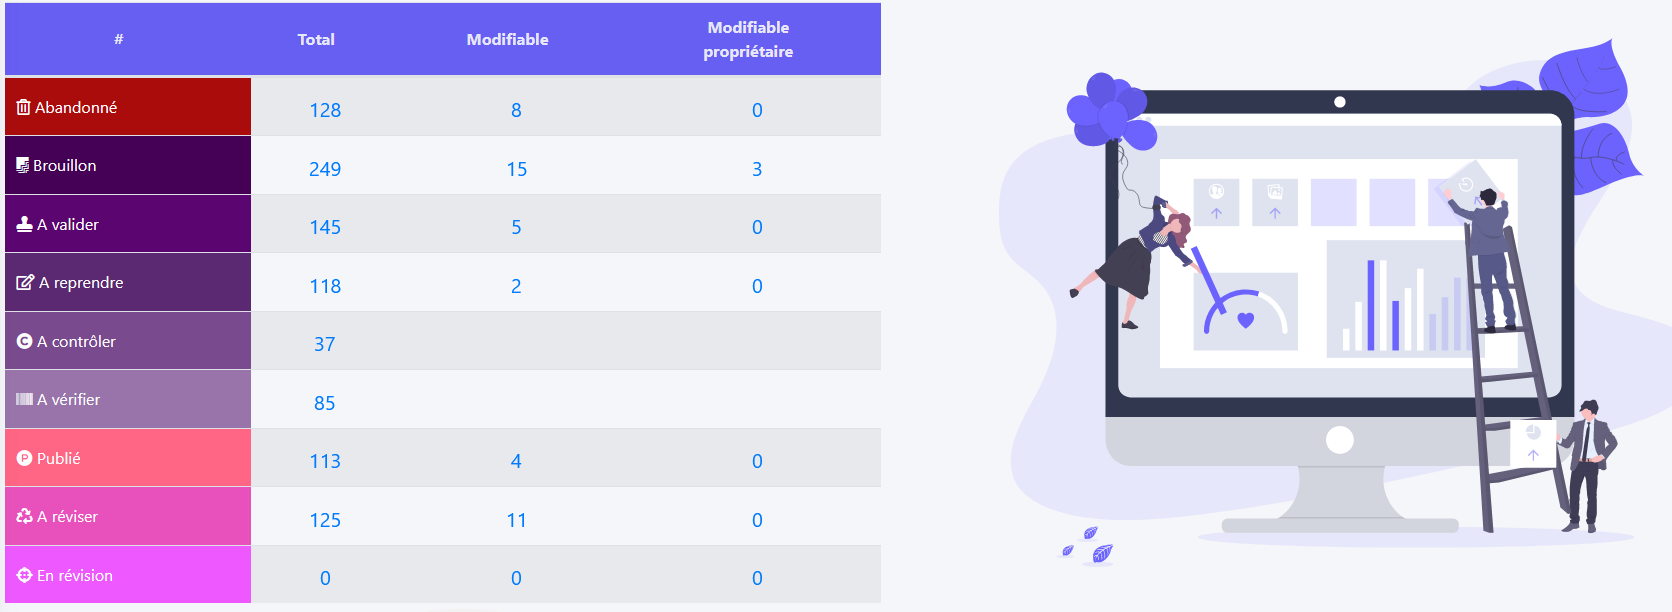 # Total Modifiable Modifiable propriétaire
Abandonné 128 8 0
Brouillon 249 15 3
A valider 145 5 0
A reprendre 118 2 0
A contrôler 37
A vérifier 85
Publié 113 4 0
A réviser 125 11 0
En révision 0 0 0